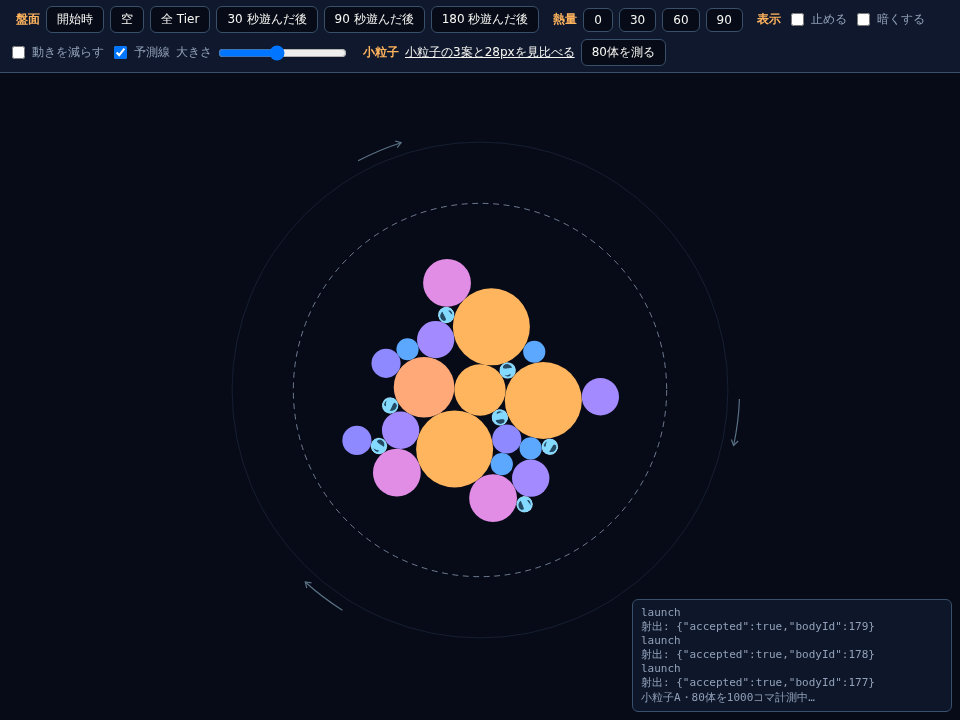 盤面 開始時 空 全 Tier 30 秒遊んだ後 90 秒遊んだ後 180 秒遊んだ後 熱量 0 30 60 90 表示 止める 暗くする
動きを減らす 予測線 大きさ 小粒子 小粒子の3案と28pxを見比べる 80体を測る
launch
射出: {"accepted":true,"bodyId":179}
launch
射出: {"accepted":true,"bodyId":178}
launch
射出: {"accepted":true,"bodyId":177}
小粒子A・80体を1000コマ計測中…